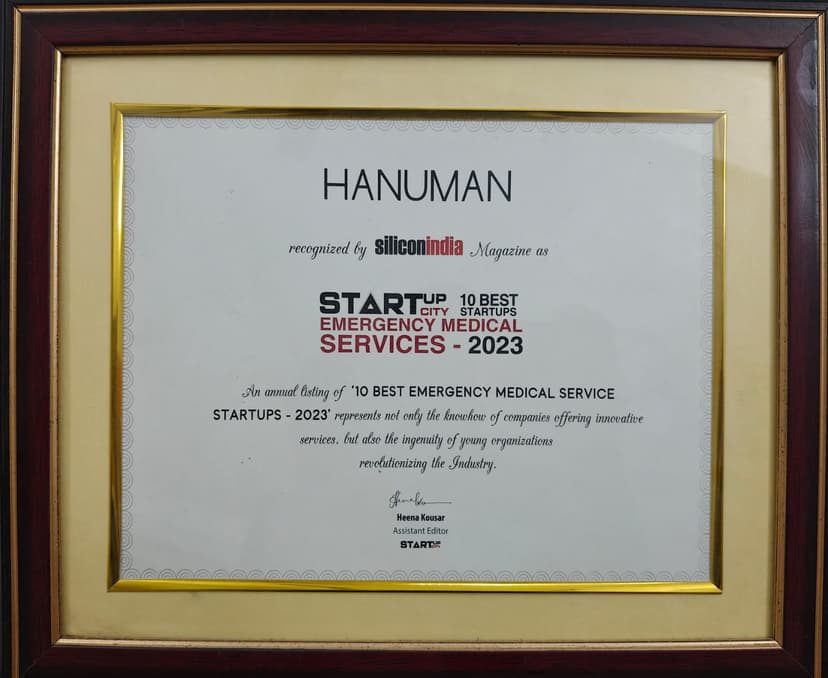 HANUMAN
recognized by siliconindia Magazine as
STARTUP CITY 10 BEST STARTUPS
EMERGENCY MEDICAL
SERVICES - 2023
An annual listing of '10 BEST EMERGENCY MEDICAL SERVICE
STARTUPS - 2023' represents not only the knowhow of companies offering innovative
services, but also the ingenuity of young organizations
revolutionizing the Industry.
Heena Kousar
Assistant Editor
STARTUP CITY